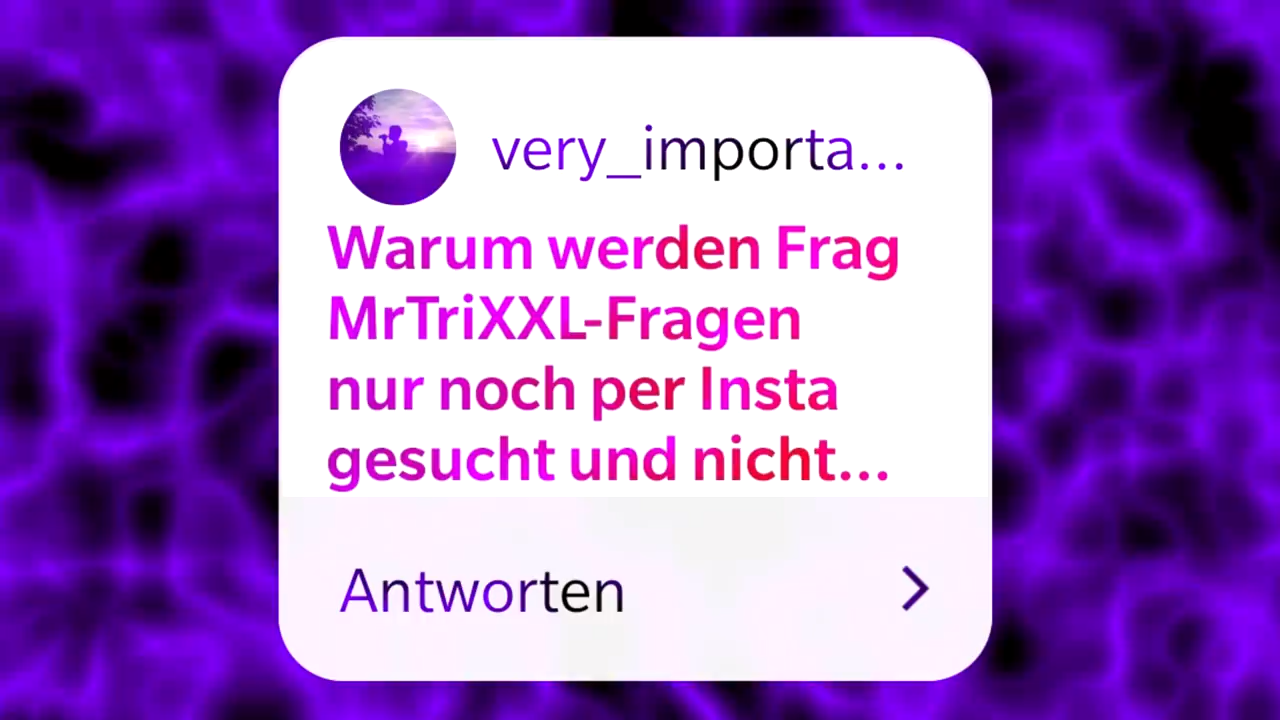 very_importa...
Warum werden Frag
MrTriXXL-Fragen
nur noch per Insta
gesucht und nicht...
Antworten